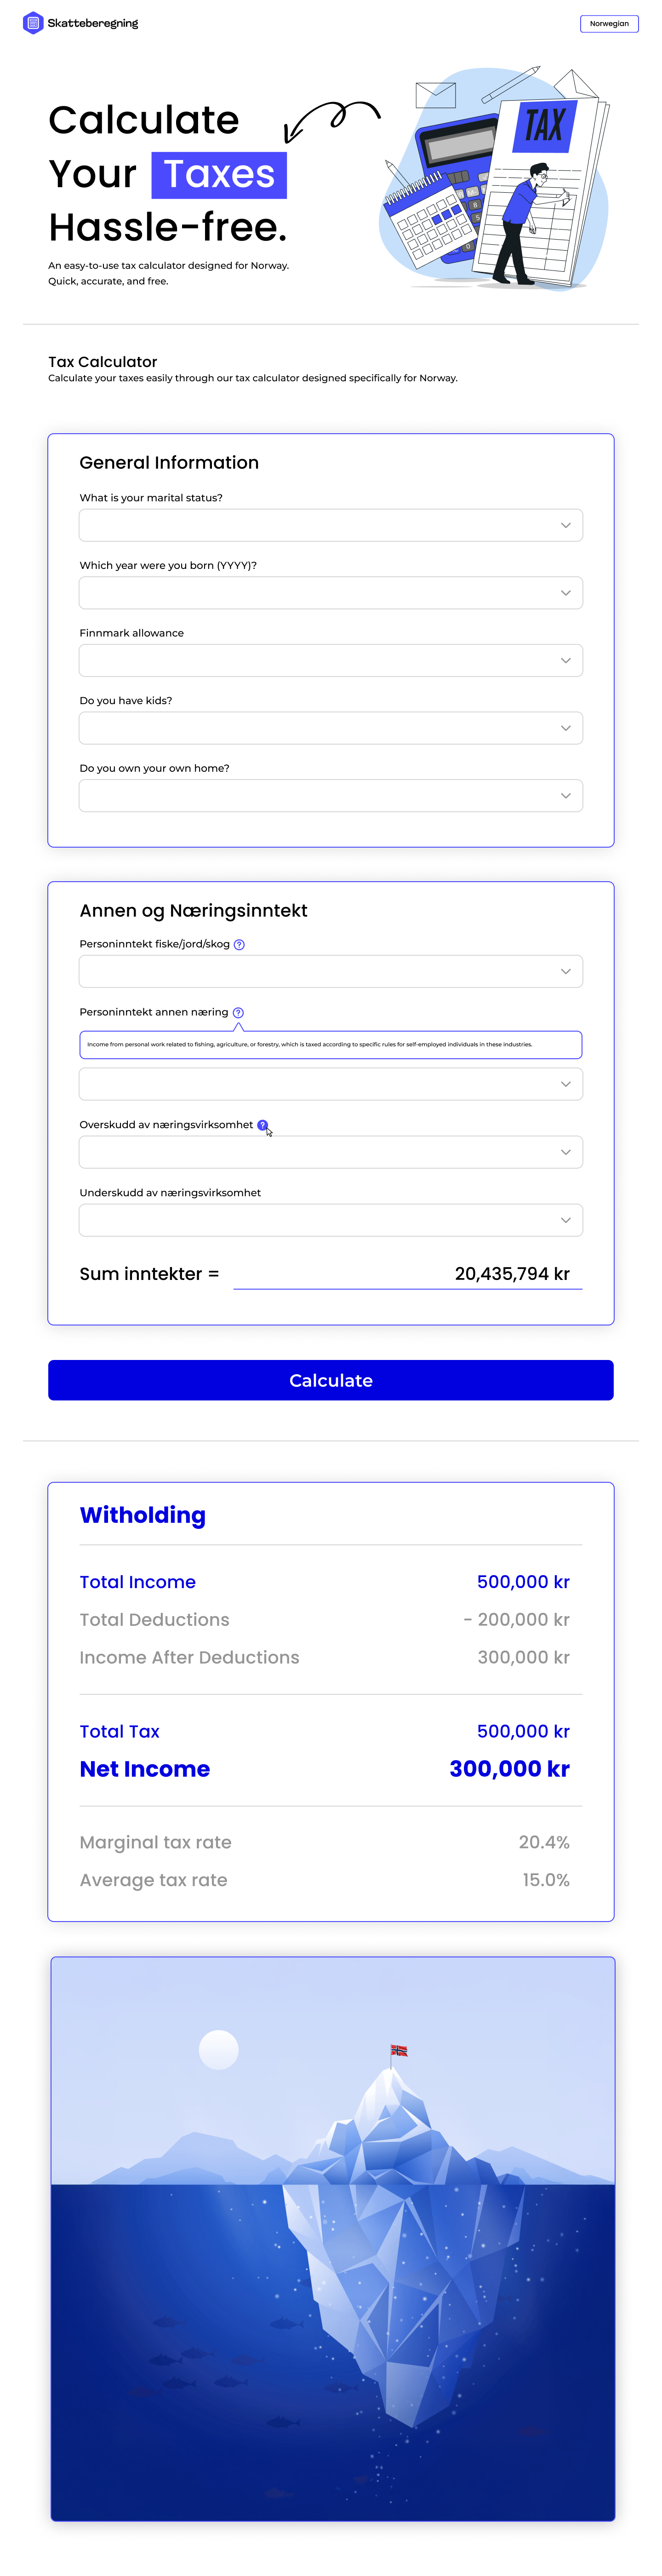 Skatteberegning
Norwegian
Calculate
Your Taxes
Hassle-free.
An easy-to-use tax calculator designed for Norway.
Quick, accurate, and free.
TAX
Tax Calculator
Calculate your taxes easily through our tax calculator designed specifically for Norway.
General Information
What is your marital status?
Which year were you born (YYYY)?
Finnmark allowance
Do you have kids?
Do you own your own home?
Annen og Næringsinntekt
Personinntekt fiske/jord/skog ?
Personinntekt annen næring ?
Income from personal work related to fishing, agriculture, or forestry, which is taxed according to specific rules for self-employed individuals in these industries.
Overskudd av næringsvirksomhet ?
Underskudd av næringsvirksomhet
Sum inntekter = 20,435,794 kr
Calculate
Witholding
Total Income 500,000 kr
Total Deductions - 200,000 kr
Income After Deductions 300,000 kr
Total Tax 500,000 kr
Net Income 300,000 kr
Marginal tax rate 20.4%
Average tax rate 15.0%